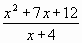 x² + 7x + 12
x + 4